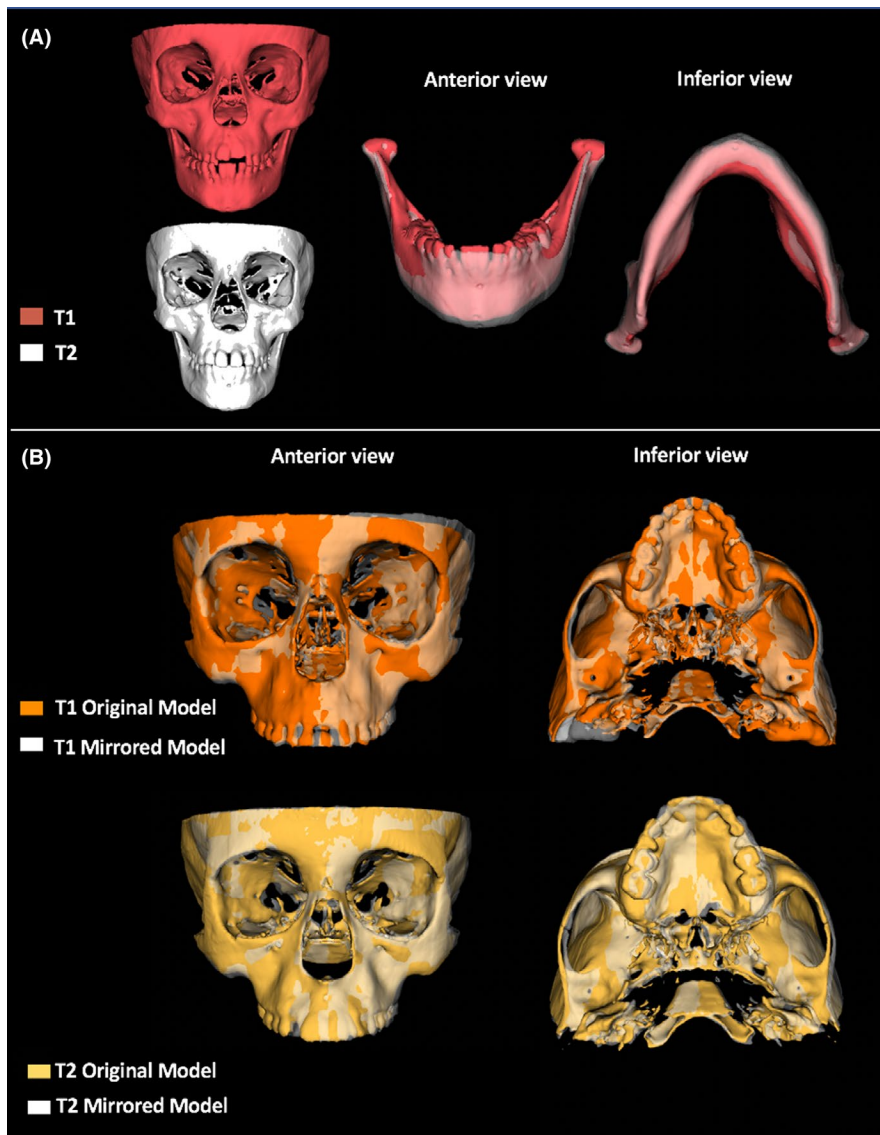 (A)
Anterior view
Inferior view
T1
T2
(B)
Anterior view
Inferior view
T1 Original Model
T1 Mirrored Model
T2 Original Model
T2 Mirrored Model